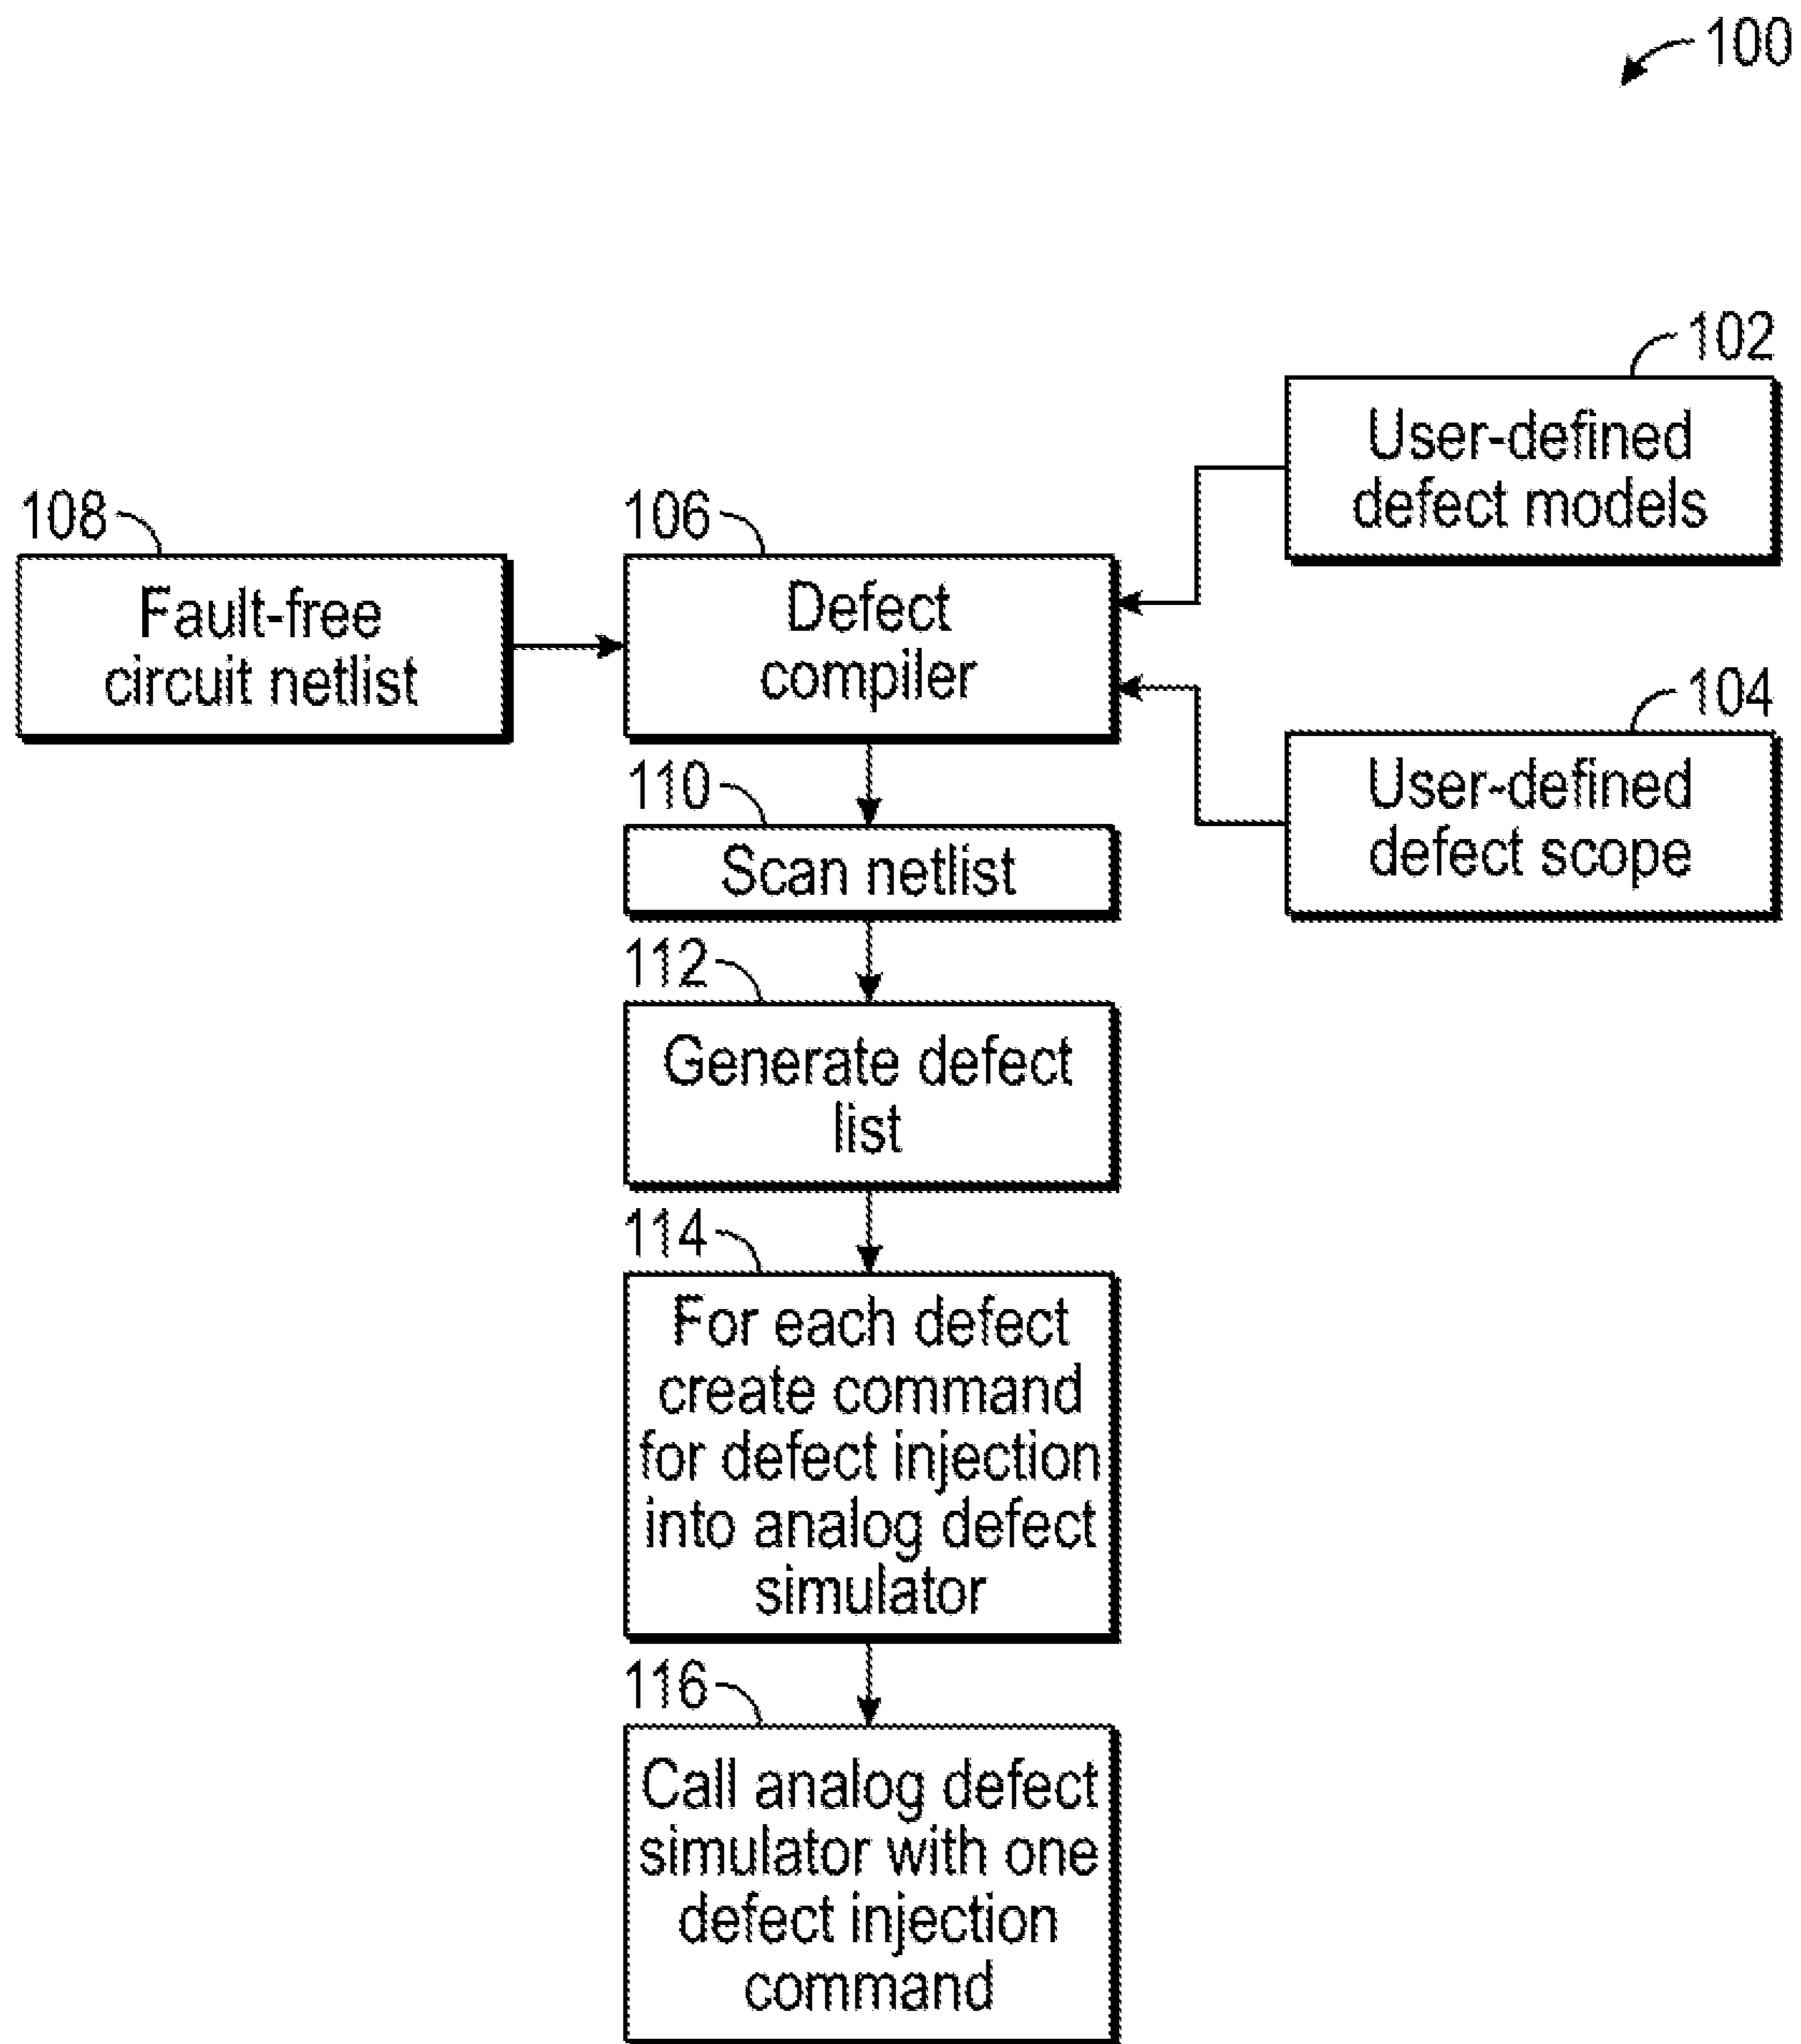 100
102
User-defined
defect models
108
Fault-free
circuit netlist
106
Defect
compiler
104
User-defined
defect scope
110
Scan netlist
112
Generate defect
list
114
For each defect
create command
for defect injection
into analog defect
simulator
116
Call analog defect
simulator with one
defect injection
command